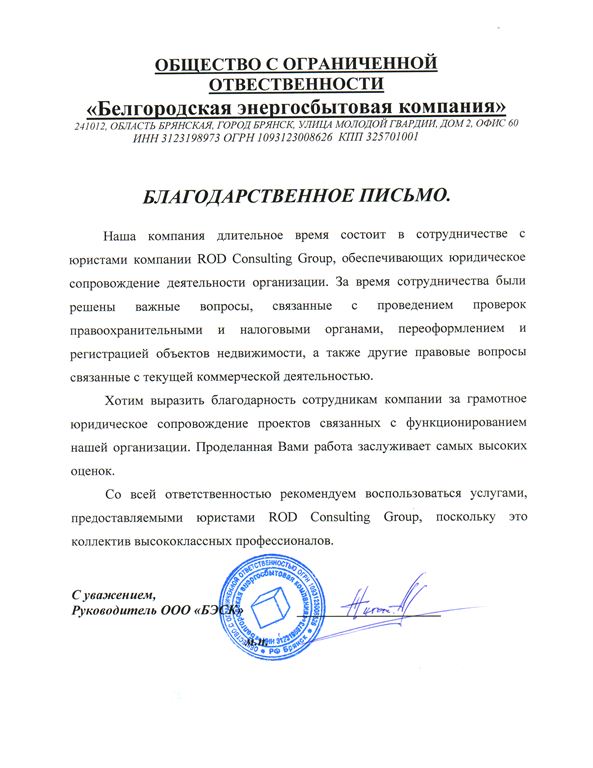 ОБЩЕСТВО С ОГРАНИЧЕННОЙ
ОТВЕСТВЕННОСТИ
«Белгородская энергосбытовая компания»
241012, ОБЛАСТЬ БРЯНСКАЯ, ГОРОД БРЯНСК, УЛИЦА МОЛОДОЙ ГВАРДИИ, ДОМ 2, ОФИС 60
ИНН 3123198973 ОГРН 1093123008626 КПП 325701001
БЛАГОДАРСТВЕННОЕ ПИСЬМО.
Наша компания длительное время состоит в сотрудничестве с
юристами компании ROD Consulting Group, обеспечивающих юридическое
сопровождение деятельности организации. За время сотрудничества были
решены важные вопросы, связанные с проведением проверок
правоохранительными и налоговыми органами, переоформлением и
регистрацией объектов недвижимости, а также другие правовые вопросы
связанные с текущей коммерческой деятельностью.
Хотим выразить благодарность сотрудникам компании за грамотное
юридическое сопровождение проектов связанных с функционированием
нашей организации. Проделанная Вами работа заслуживает самых высоких
оценок.
Со всей ответственностью рекомендуем воспользоваться услугами,
предоставляемыми юристами ROD Consulting Group, поскольку это
коллектив высококлассных профессионалов.
С уважением,
Руководитель ООО «БЭСК»
м.п.
ОБЩЕСТВО С ОГРАНИЧЕННОЙ ОТВЕТСТВЕННОСТЬЮ ОГРН 1093123008626
РФ Брянск
«Белгородская энергосбытовая компания»
ИНН 3123198973